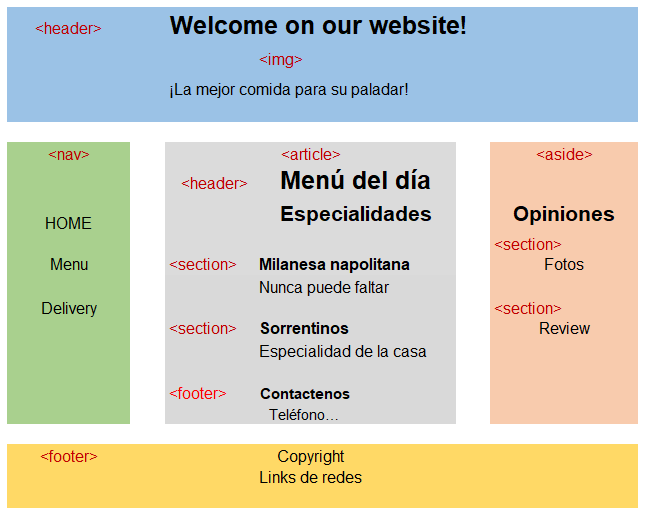 <header> Welcome on our website!
<img>
¡La mejor comida para su paladar!
<nav>
HOME
Menu
Delivery
<article>
<header> Menú del día
Especialidades
<section> Milanesa napolitana
Nunca puede faltar
<section> Sorrentinos
Especialidad de la casa
<footer> Contactenos
Teléfono…
<aside>
Opiniones
<section>
Fotos
<section>
Review
<footer> Copyright
Links de redes